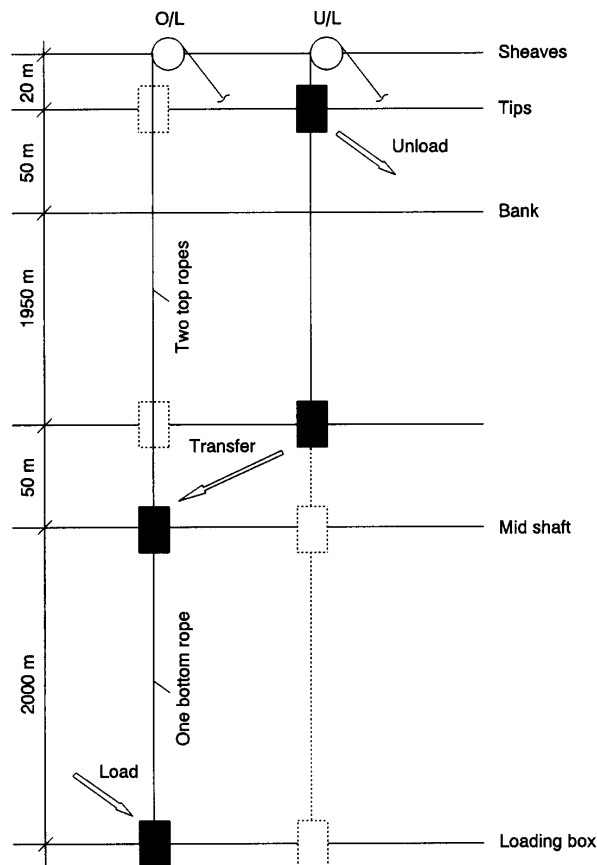 O/L
U/L
Sheaves
20 m
Tips
Unload
50 m
Bank
Two top ropes
1950 m
Transfer
50 m
Mid shaft
One bottom rope
2000 m
Load
Loading box